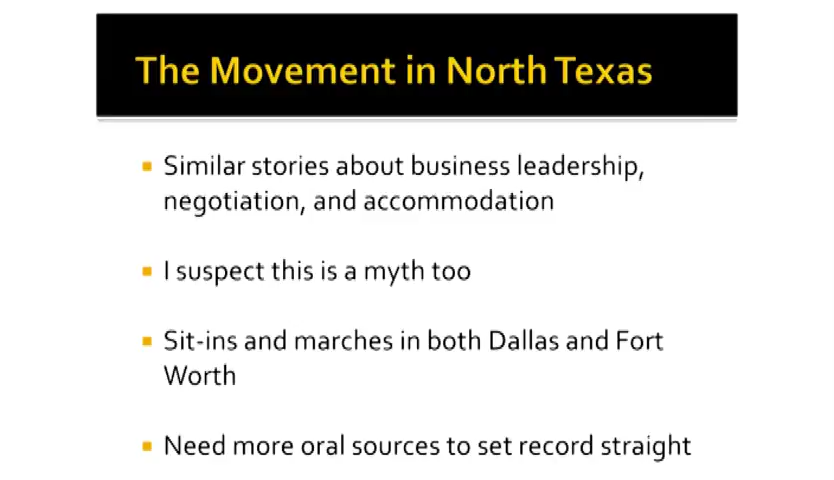 The Movement in North Texas
Similar stories about business leadership,
negotiation, and accommodation
I suspect this is a myth too
Sit-ins and marches in both Dallas and Fort
Worth
Need more oral sources to set record straight